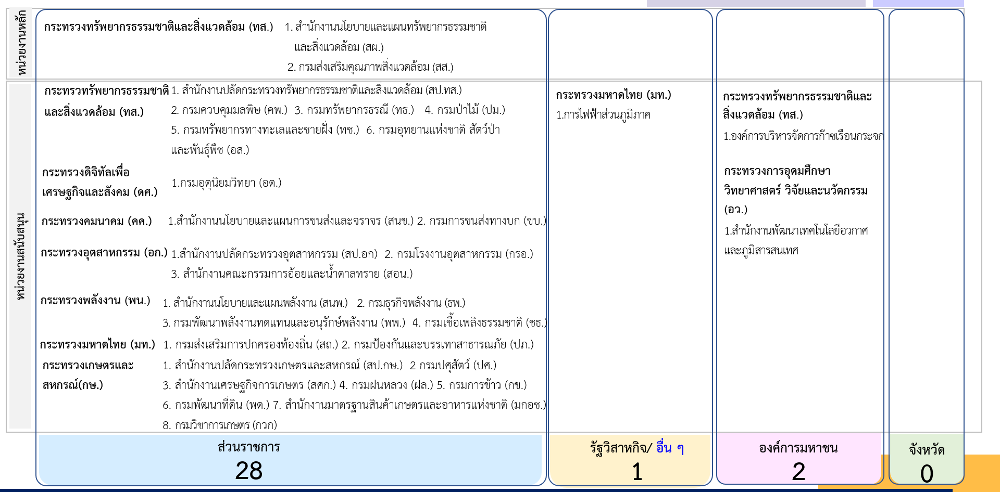 หน่วยงานหลัก
กระทรวงทรัพยากรธรรมชาติและสิ่งแวดล้อม (ทส.)
1. สำนักงานนโยบายและแผนทรัพยากรธรรมชาติ
และสิ่งแวดล้อม (สผ.)
2. กรมส่งเสริมคุณภาพสิ่งแวดล้อม (สส.)
หน่วยงานสนับสนุน
กระทรวทรัพยากรธรรมชาติ
และสิ่งแวดล้อม (ทส.)
1. สำนักงานปลัดกระทรวงทรัพยากรธรรมชาติและสิ่งแวดล้อม (สป.ทส.)
2. กรมควบคุมมลพิษ (คพ.) 3. กรมทรัพยากรธรณี (ทธ.) 4. กรมป่าไม้ (ปม.)
5. กรมทรัพยากรทางทะเลและชายฝั่ง (ทช.) 6. กรมอุทยานแห่งชาติ สัตว์ป่า
และพันธุ์พืช (อส.)
กระทรวงดิจิทัลเพื่อ
เศรษฐกิจและสังคม (ดศ.)
1.กรมอุตุนิยมวิทยา (อต.)
กระทรวงคมนาคม (คค.)
1.สำนักงานนโยบายและแผนการขนส่งและจราจร (สนข.) 2. กรมการขนส่งทางบก (ขบ.)
กระทรวงอุตสาหกรรม (อก.)
1.สำนักงานปลัดกระทรวงอุตสาหกรรม (สป.อก) 2. กรมโรงงานอุตสาหกรรม (กรอ.)
3. สำนักงานคณะกรรมการอ้อยและน้ำตาลทราย (สอน.)
กระทรวงพลังงาน (พน.)
1. สำนักงานนโยบายและแผนพลังงาน (สนพ.) 2. กรมธุรกิจพลังงาน (ธพ.)
3. กรมพัฒนาพลังงานทดแทนและอนุรักษ์พลังงาน (พพ.) 4. กรมเชื้อเพลิงธรรมชาติ (ชธ.)
กระทรวงมหาดไทย (มท.)
1. กรมส่งเสริมการปกครองท้องถิ่น (สถ.) 2. กรมป้องกันและบรรเทาสาธารณภัย (ปภ.)
กระทรวงเกษตรและ
สหกรณ์(กษ.)
1. สำนักงานปลัดกระทรวงเกษตรและสหกรณ์ (สป.กษ.) 2 กรมปศุสัตว์ (ปศ.)
3. สำนักงานเศรษฐกิจการเกษตร (สศก.) 4. กรมฝนหลวง (ฝล.) 5. กรมการข้าว (กข.)
6. กรมพัฒนาที่ดิน (พด.) 7. สำนักงานมาตรฐานสินค้าเกษตรและอาหารแห่งชาติ (มกอช.)
8. กรมวิชาการเกษตร (กวก)
กระทรวงมหาดไทย (มท.)
1.การไฟฟ้าส่วนภูมิภาค
กระทรวงทรัพยากรธรรมชาติและ
สิ่งแวดล้อม (ทส.)
1.องค์การบริหารจัดการก๊าซเรือนกระจก
กระทรวงการอุดมศึกษา
วิทยาศาสตร์ วิจัยและนวัตกรรม
(อว.)
1.สำนักงานพัฒนาเทคโนโลยีอวกาศ
และภูมิสารสนเทศ
ส่วนราชการ
28
รัฐวิสาหกิจ/ อื่น ๆ
1
องค์การมหาชน
2
จังหวัด
0